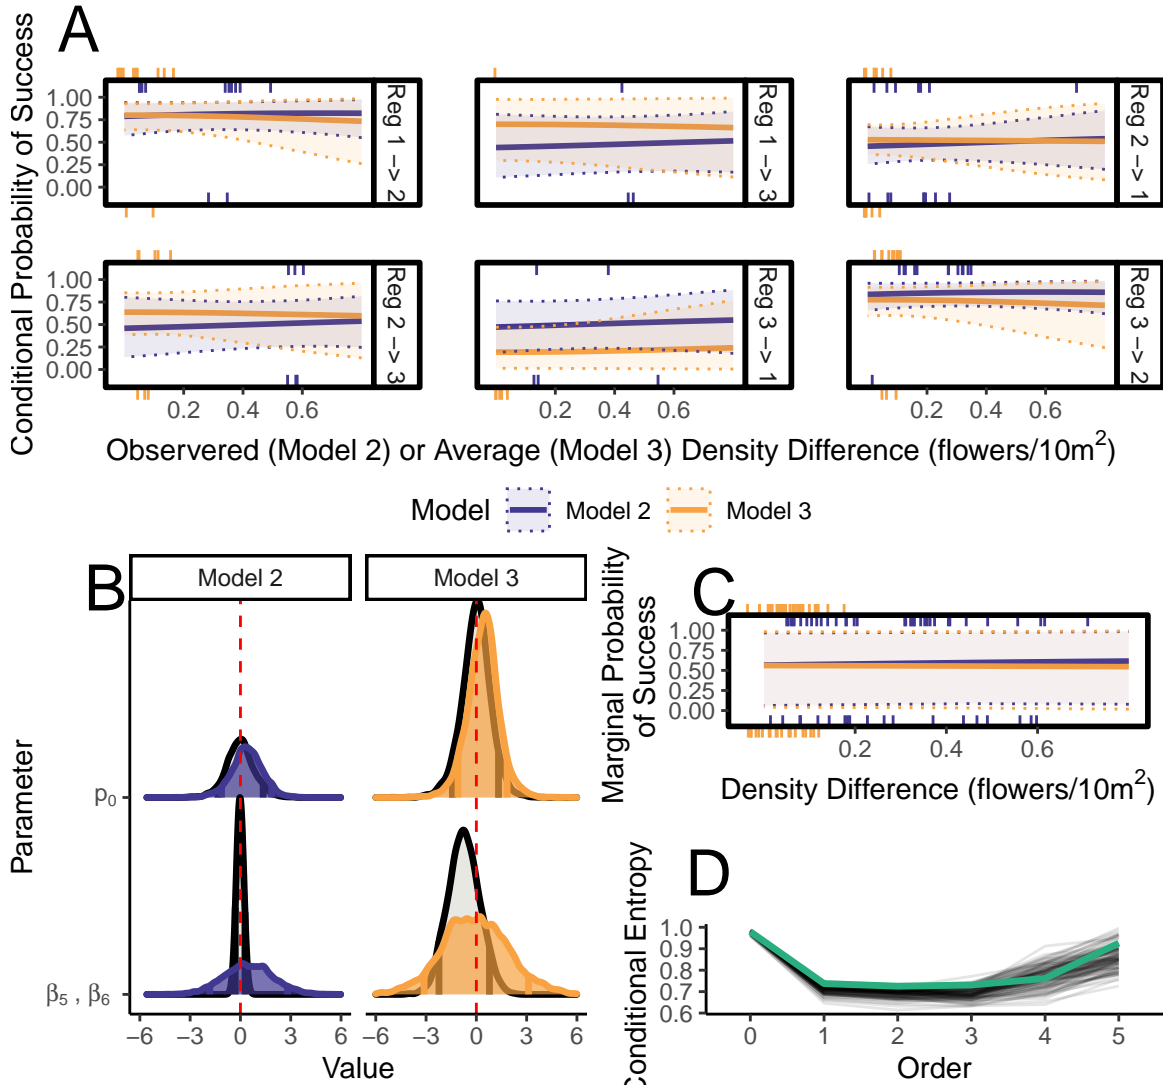 A
Conditional Probability of Success
1.00
0.75
0.50
0.25
0.00
Reg 1 −> 2
Reg 1 −> 3
Reg 2 −> 1
1.00
0.75
0.50
0.25
0.00
Reg 2 −> 3
Reg 3 −> 1
Reg 3 −> 2
0.2 0.4 0.6
0.2 0.4 0.6
0.2 0.4 0.6
Observered (Model 2) or Average (Model 3) Density Difference (flowers/10m²)
Model Model 2 Model 3
B
Model 2
Model 3
Parameter
p₀
β₅ , β₆
−6 −3 0 3 6
−6 −3 0 3 6
Value
C
Marginal Probability
of Success
1.00
0.75
0.50
0.25
0.00
0.2 0.4 0.6
Density Difference (flowers/10m²)
D
Conditional Entropy
1.0
0.9
0.8
0.7
0.6
0 1 2 3 4 5
Order